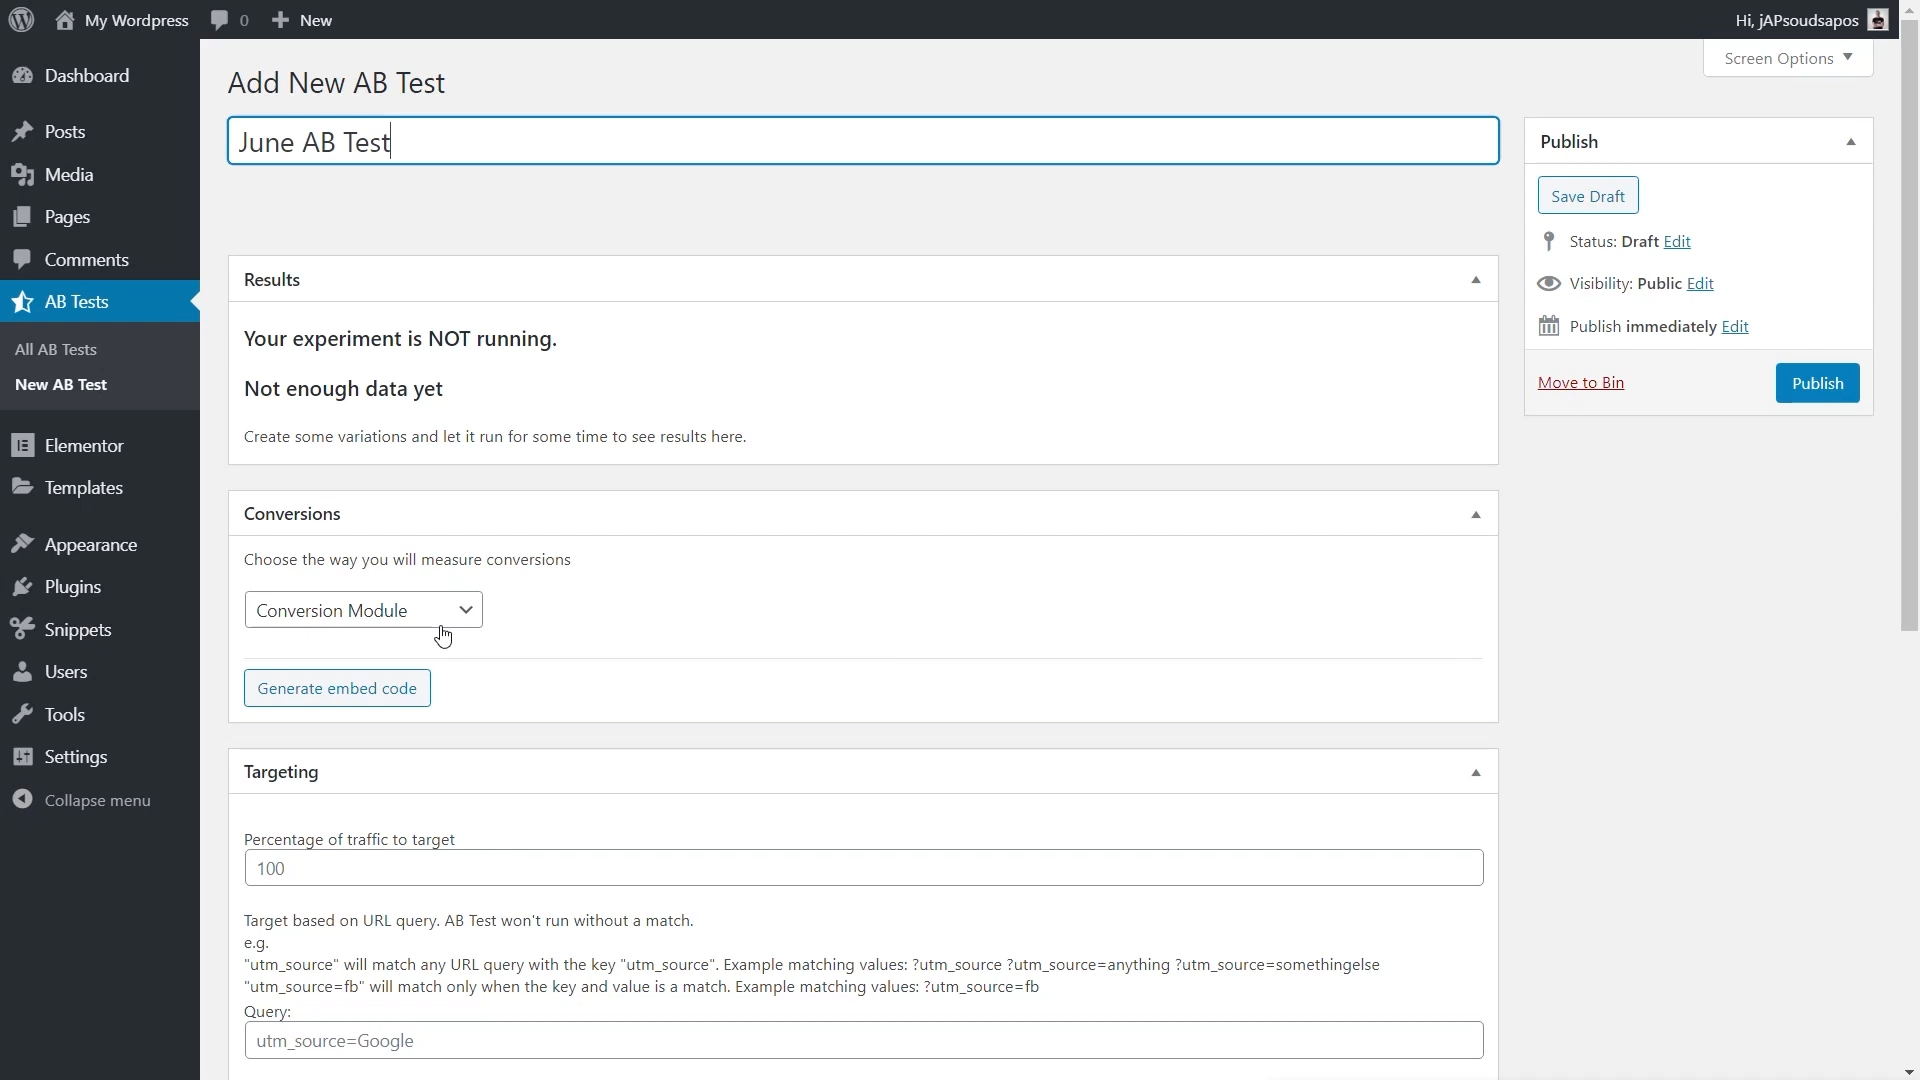 My Wordpress
0
New
Hi, jAPsoudsapos
Screen Options
Dashboard
Posts
Media
Pages
Comments
AB Tests
All AB Tests
New AB Test
Elementor
Templates
Appearance
Plugins
Snippets
Users
Tools
Settings
Collapse menu
Add New AB Test
June AB Test
Results
Your experiment is NOT running.
Not enough data yet
Create some variations and let it run for some time to see results here.
Conversions
Choose the way you will measure conversions
Conversion Module
Generate embed code
Targeting
Percentage of traffic to target
100
Target based on URL query. AB Test won't run without a match.
e.g.
"utm_source" will match any URL query with the key "utm_source". Example matching values: ?utm_source ?utm_source=anything ?utm_source=somethingelse
"utm_source=fb" will match only when the key and value is a match. Example matching values: ?utm_source=fb
Query:
utm_source=Google
Publish
Save Draft
Status: Draft Edit
Visibility: Public Edit
Publish immediately Edit
Move to Bin
Publish